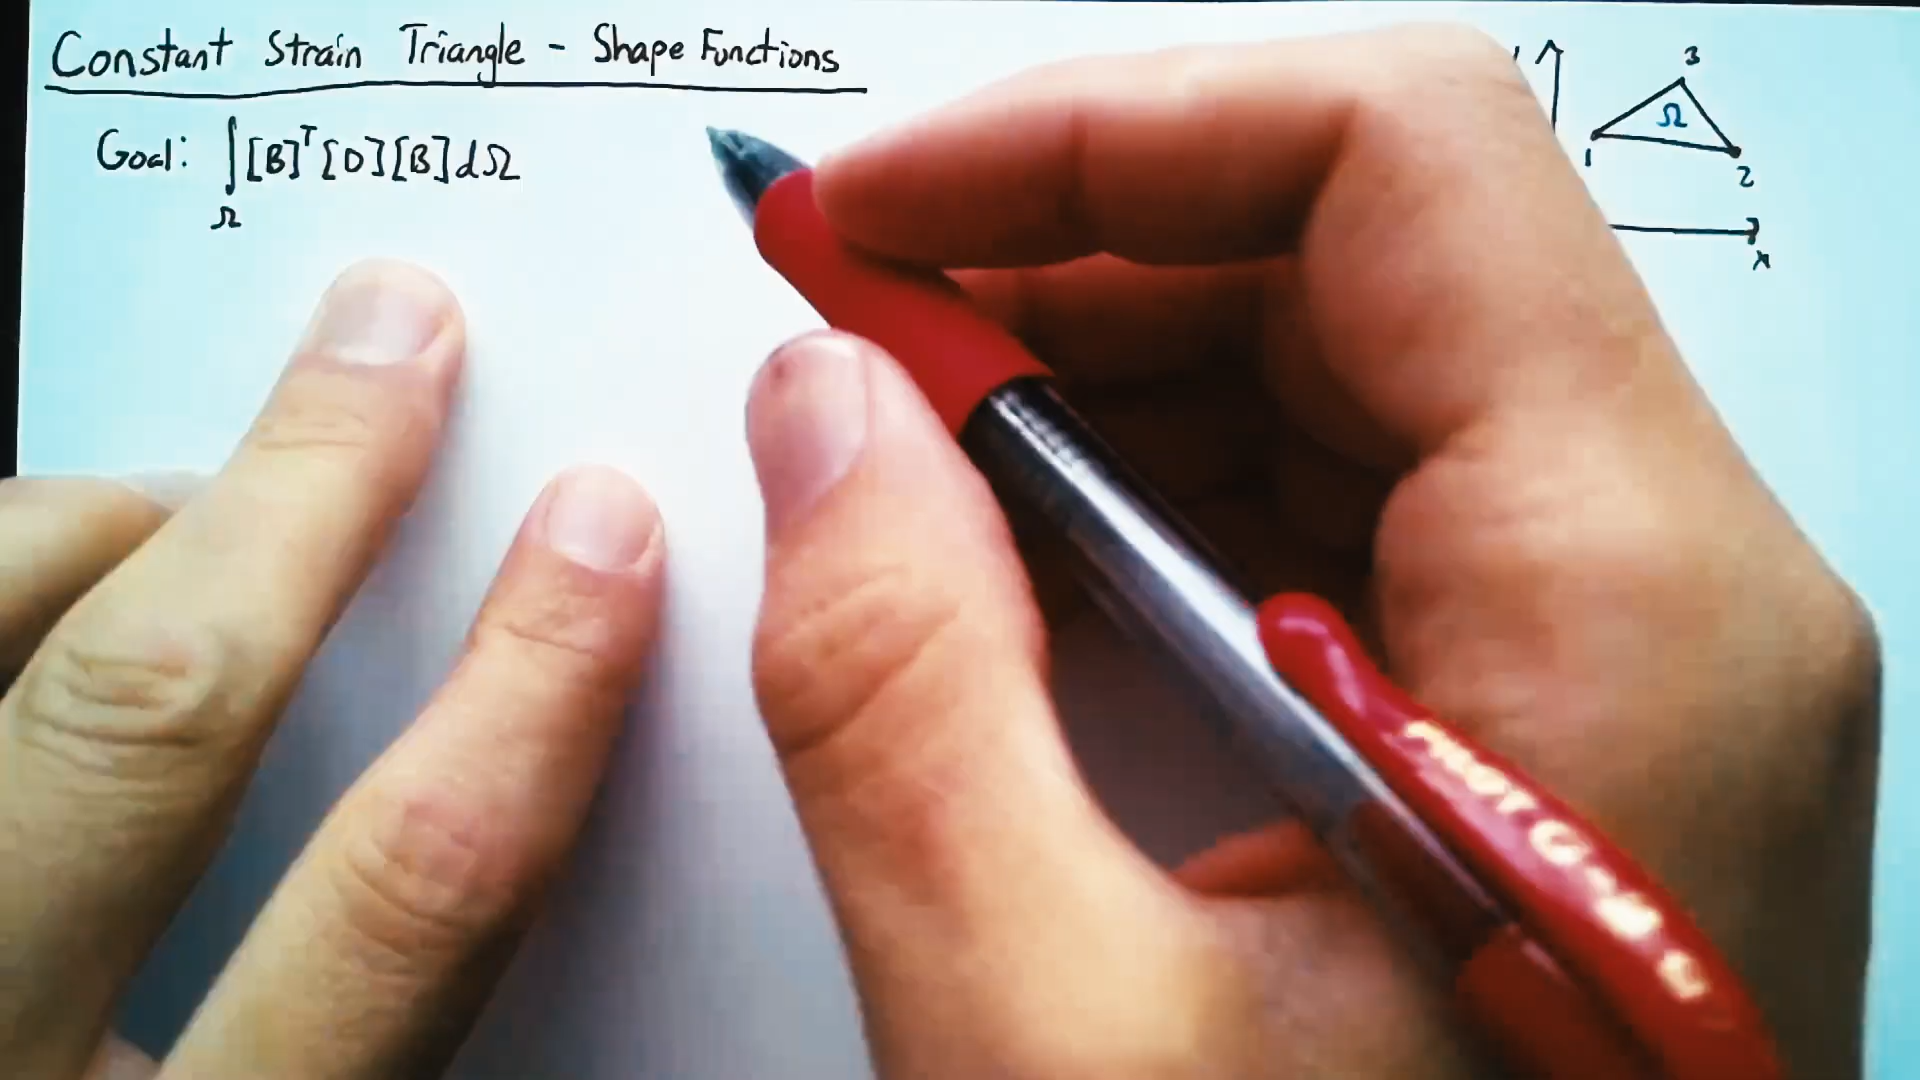 Constant Strain Triangle - Shape Functions
Goal: ∫[B]ᵀ[D][B]dΩ
Ω
3
Ω
1
2
x